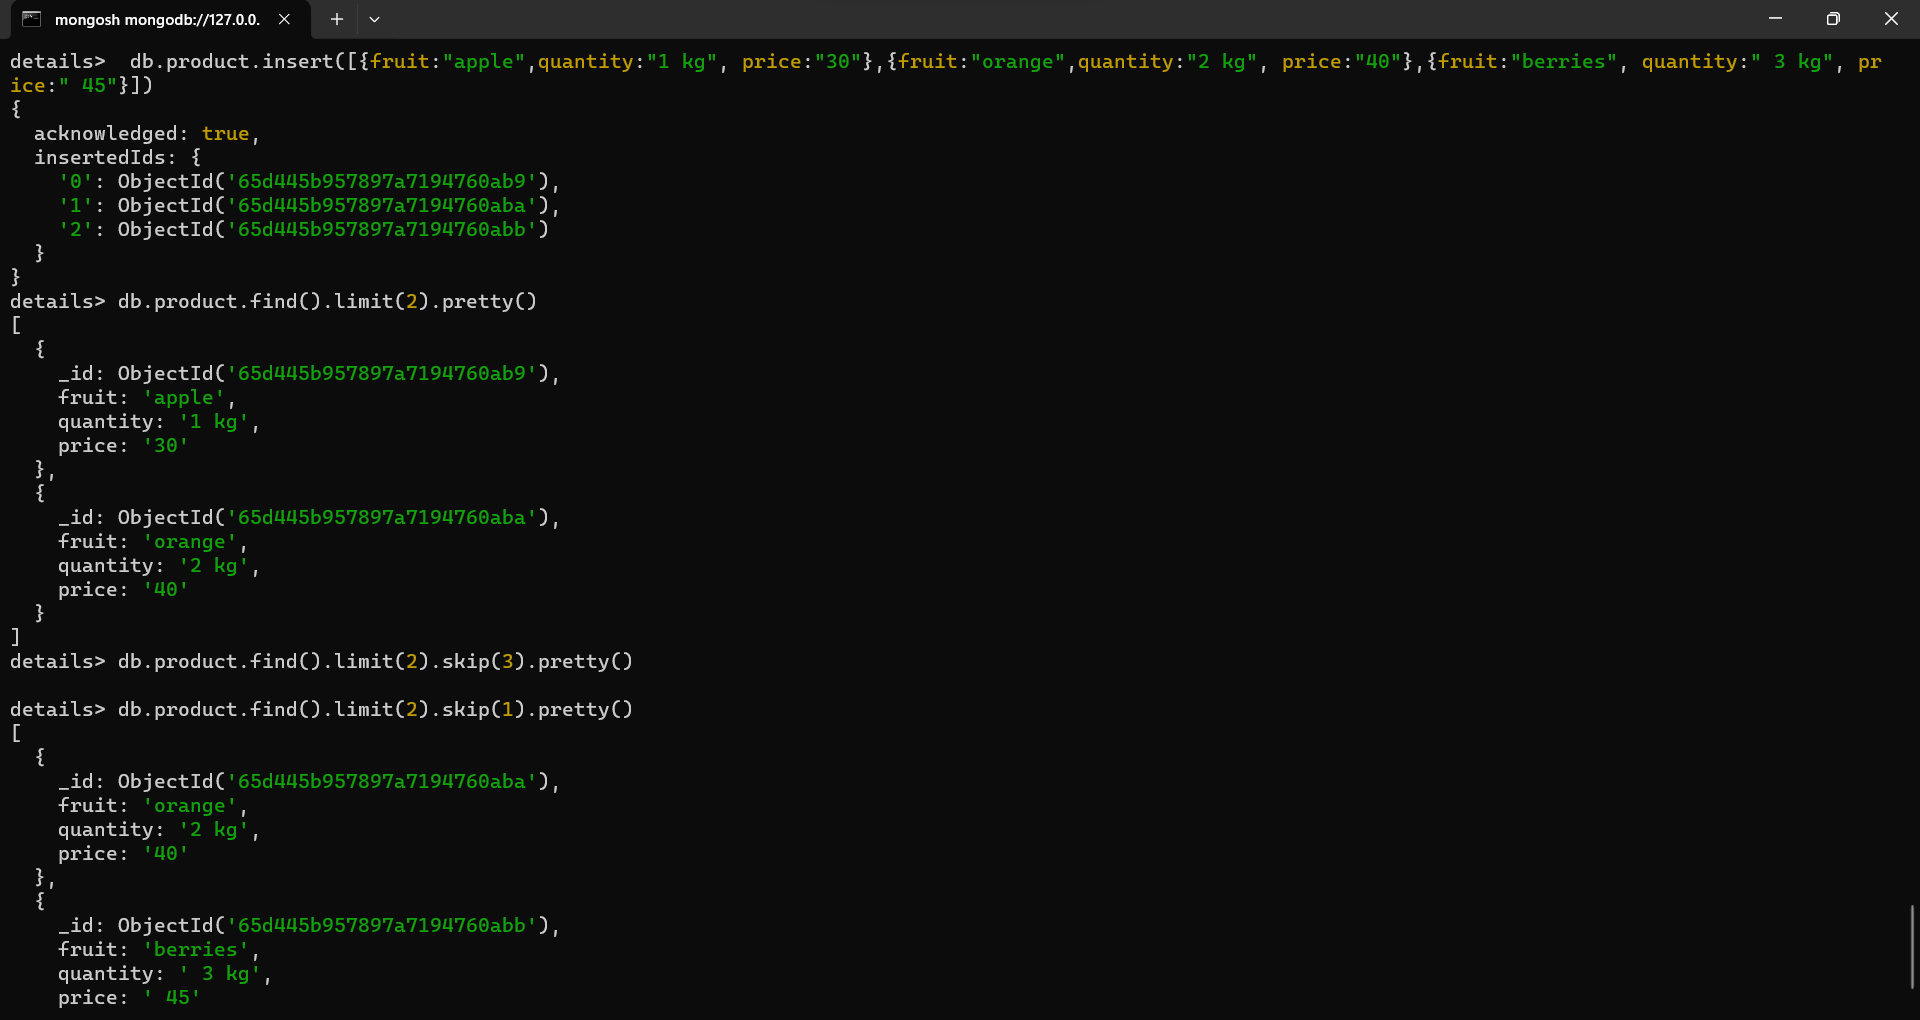 mongosh mongodb://127.0.0.
details>  db.product.insert([{fruit:"apple",quantity:"1 kg", price:"30"},{fruit:"orange",quantity:"2 kg", price:"40"},{fruit:"berries", quantity:" 3 kg", pr
ice:" 45"}])
{
  acknowledged: true,
  insertedIds: {
    '0': ObjectId('65d445b957897a7194760ab9'),
    '1': ObjectId('65d445b957897a7194760aba'),
    '2': ObjectId('65d445b957897a7194760abb')
  }
}
details> db.product.find().limit(2).pretty()
[
  {
    _id: ObjectId('65d445b957897a7194760ab9'),
    fruit: 'apple',
    quantity: '1 kg',
    price: '30'
  },
  {
    _id: ObjectId('65d445b957897a7194760aba'),
    fruit: 'orange',
    quantity: '2 kg',
    price: '40'
  }
]
details> db.product.find().limit(2).skip(3).pretty()

details> db.product.find().limit(2).skip(1).pretty()
[
  {
    _id: ObjectId('65d445b957897a7194760aba'),
    fruit: 'orange',
    quantity: '2 kg',
    price: '40'
  },
  {
    _id: ObjectId('65d445b957897a7194760abb'),
    fruit: 'berries',
    quantity: ' 3 kg',
    price: ' 45'